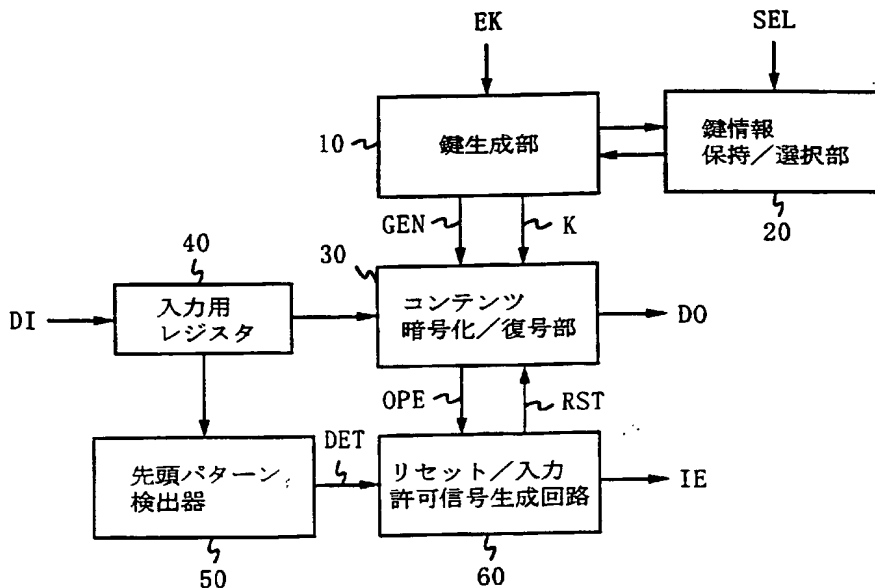 EK
SEL
10
鍵生成部
鍵情報
保持／選択部
20
GEN
K
40
30
DI
入力用
レジスタ
コンテンツ
暗号化／復号部
DO
OPE
RST
DET
先頭パターン
検出器
リセット／入力
許可信号生成回路
IE
50
60